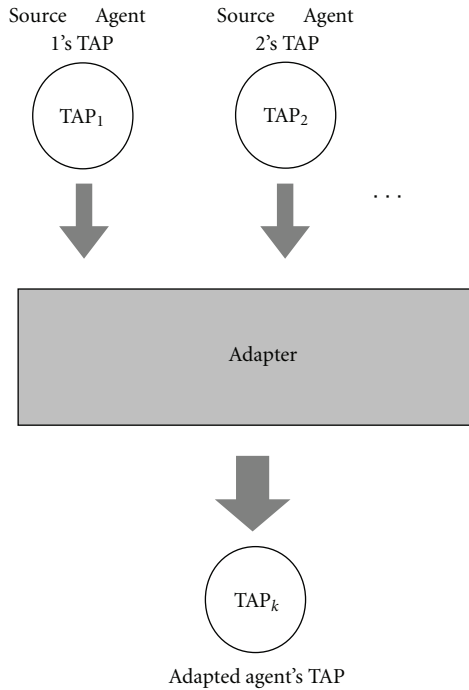 Source Agent
1's TAP
Source Agent
2's TAP
TAP₁
TAP₂
. . .
Adapter
TAPₖ
Adapted agent's TAP